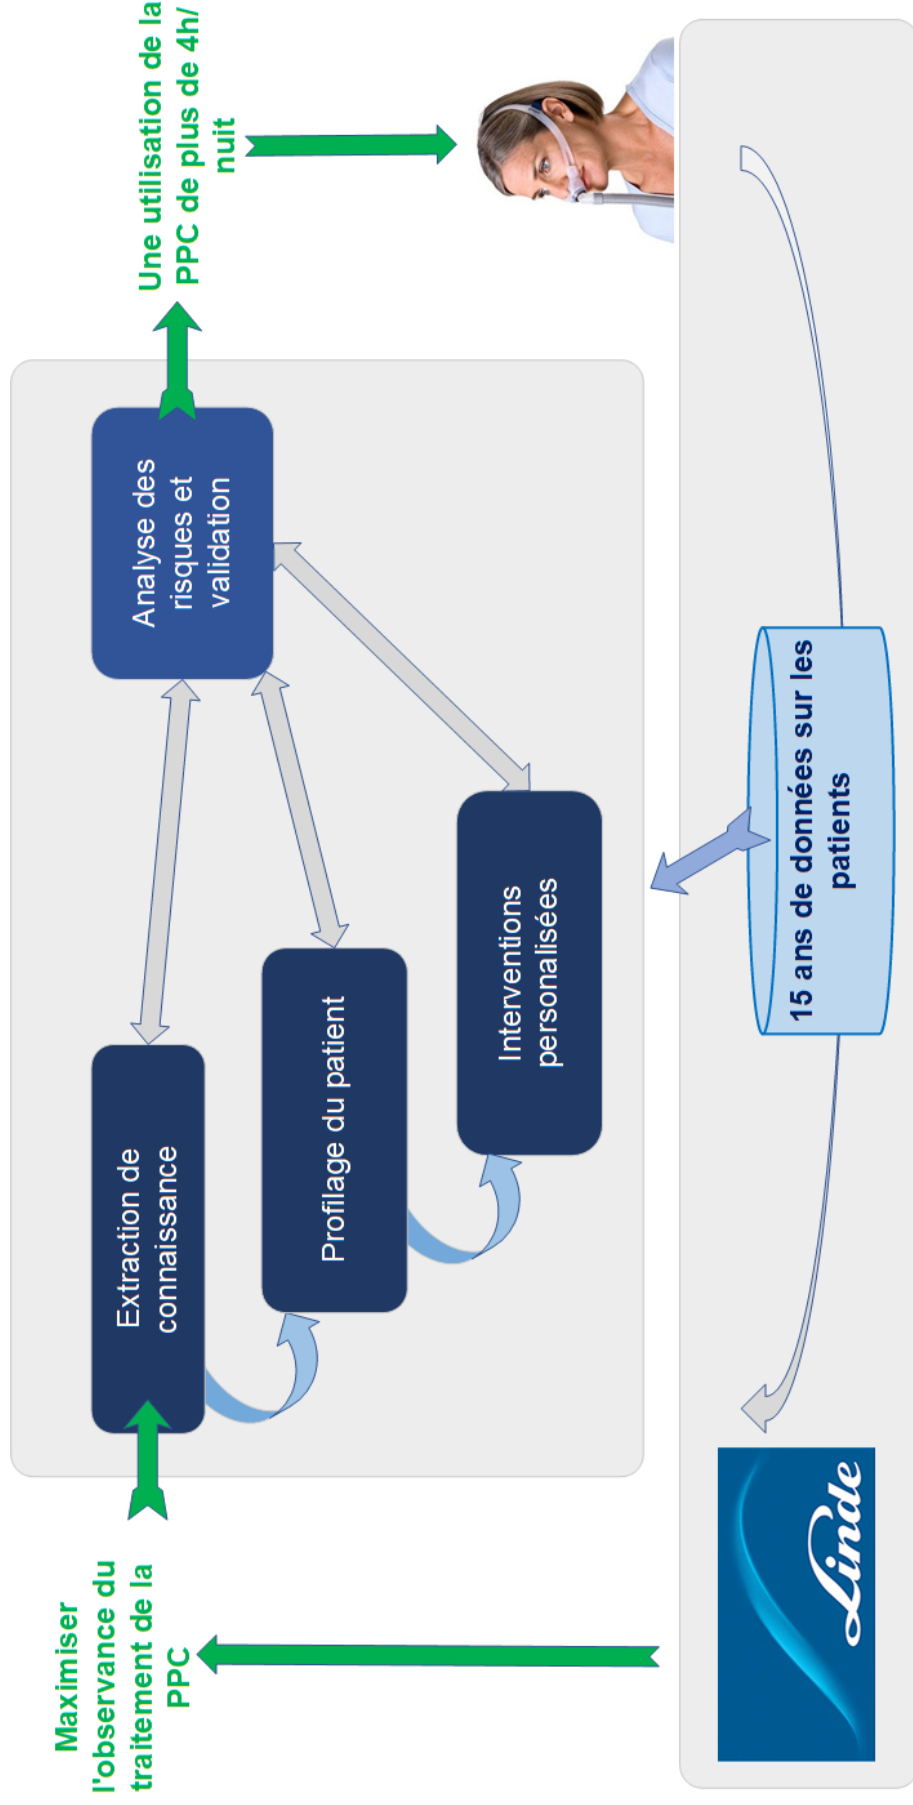 Maximiser
l'observance du
traitement de la
PPC
Extraction de
connaissance
Profilage du patient
Interventions
personalisées
Analyse des
risques et
validation
Une utilisation de la
PPC de plus de 4h/
nuit
Linde
15 ans de données sur les
patients